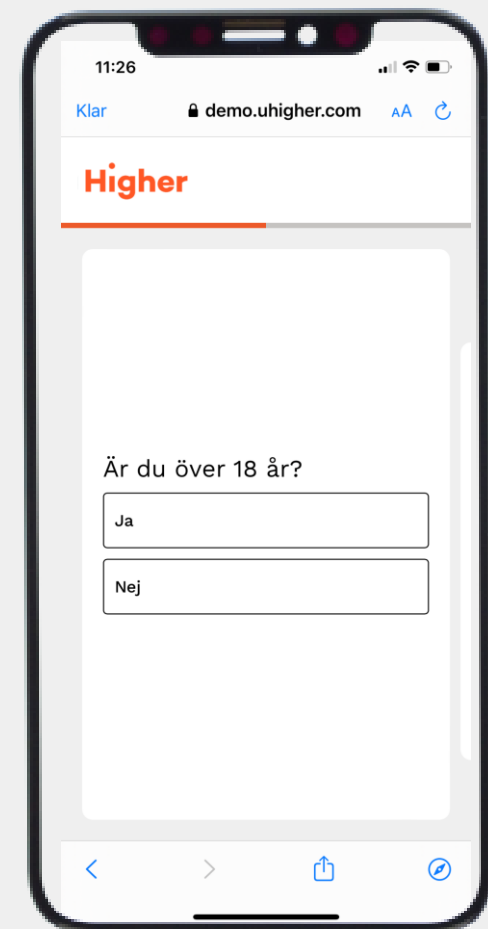 11:26
Klar demo.uhigher.com AA
Higher
Är du över 18 år?
Ja
Nej